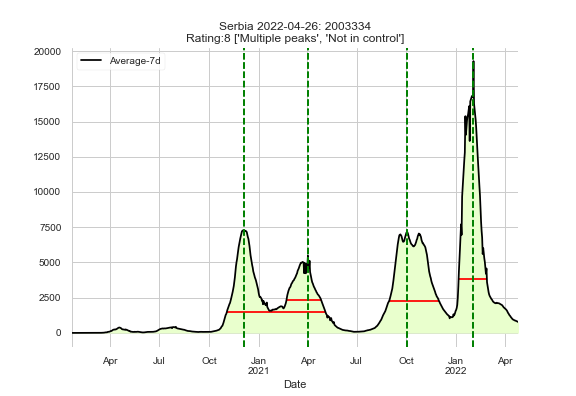 Serbia 2022-04-26: 2003334
Rating:8 ['Multiple peaks', 'Not in control']
Average-7d
20000
17500
15000
12500
10000
7500
5000
2500
0
Apr Jul Oct Jan Apr Jul Oct Jan Apr
2021 2022
Date